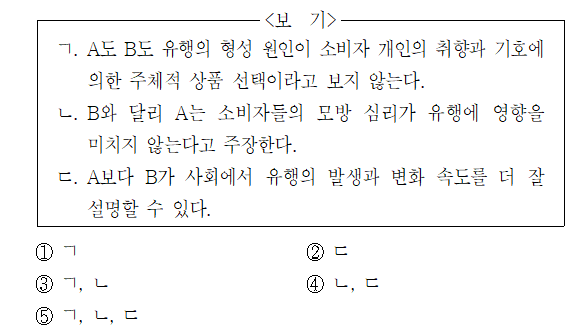 <보 기>
ㄱ. A도 B도 유행의 형성 원인이 소비자 개인의 취향과 기호에
의한 주체적 상품 선택이라고 보지 않는다.
ㄴ. B와 달리 A는 소비자들의 모방 심리가 유행에 영향을
미치지 않는다고 주장한다.
ㄷ. A보다 B가 사회에서 유행의 발생과 변화 속도를 더 잘
설명할 수 있다.
① ㄱ ② ㄷ
③ ㄱ, ㄴ ④ ㄴ, ㄷ
⑤ ㄱ, ㄴ, ㄷ